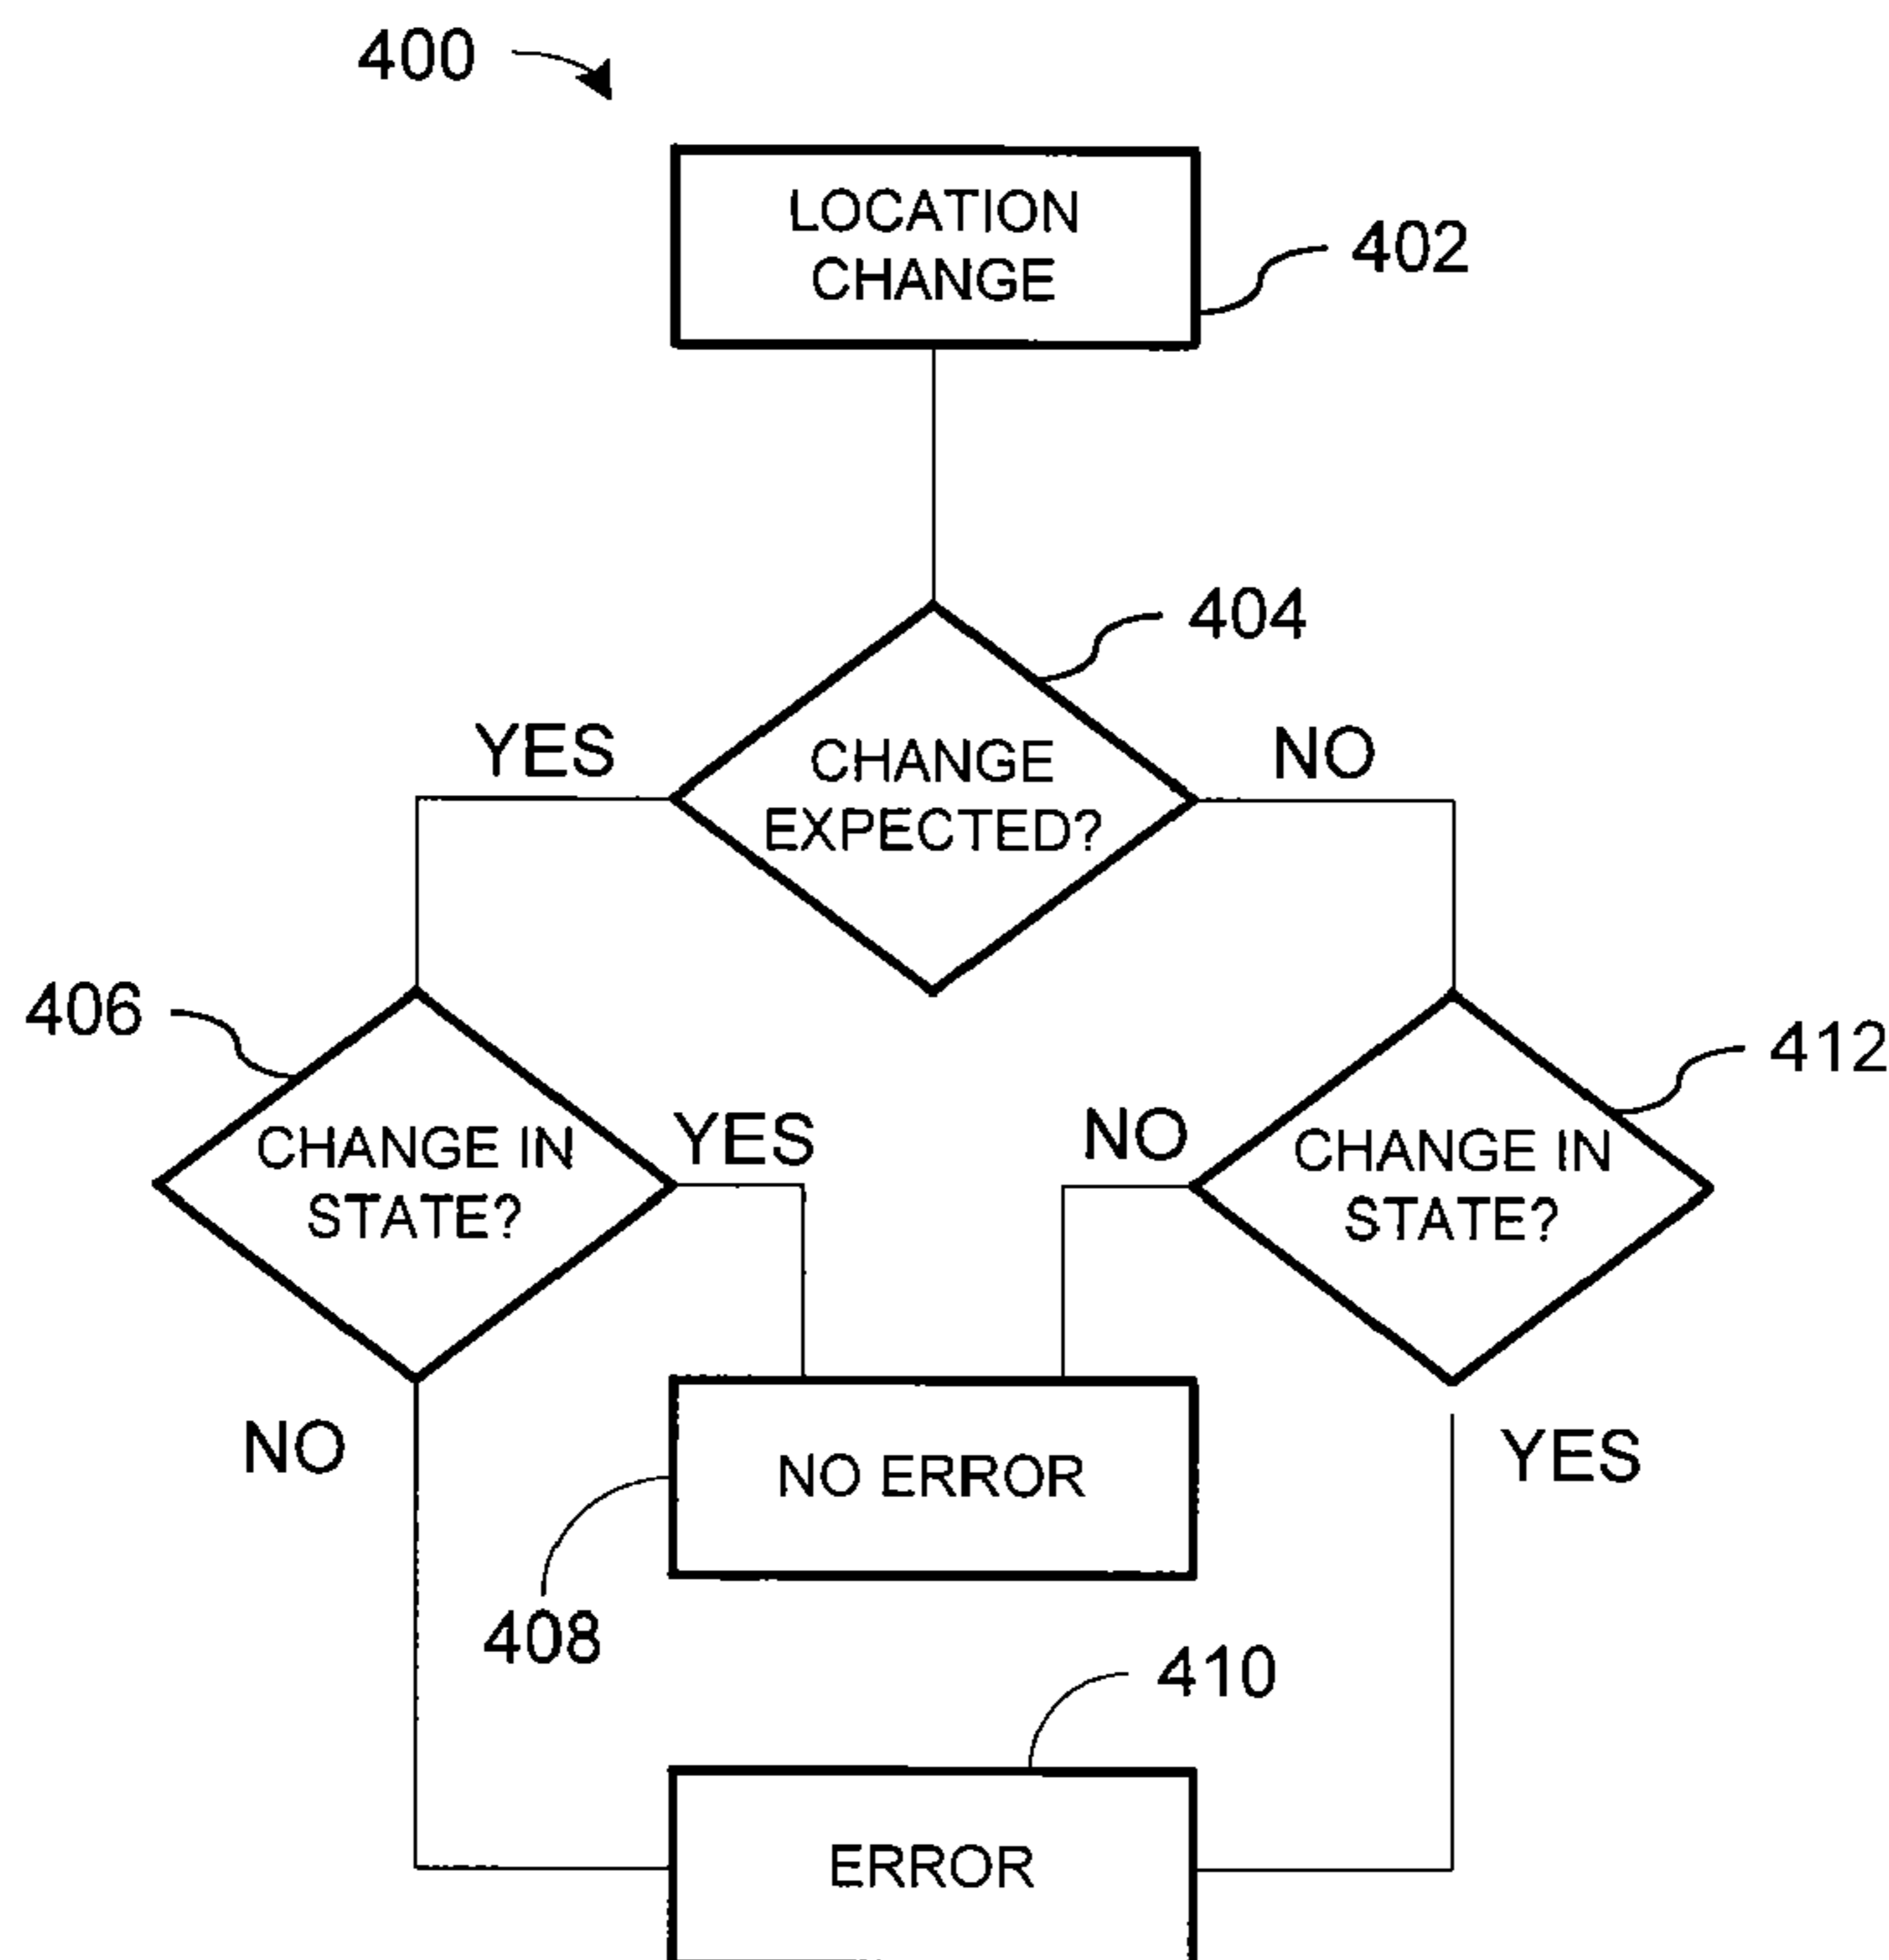 400
LOCATION
CHANGE
402
404
YES
CHANGE
EXPECTED?
NO
406
CHANGE IN
STATE?
YES
NO
CHANGE IN
STATE?
412
NO
NO ERROR
YES
408
410
ERROR